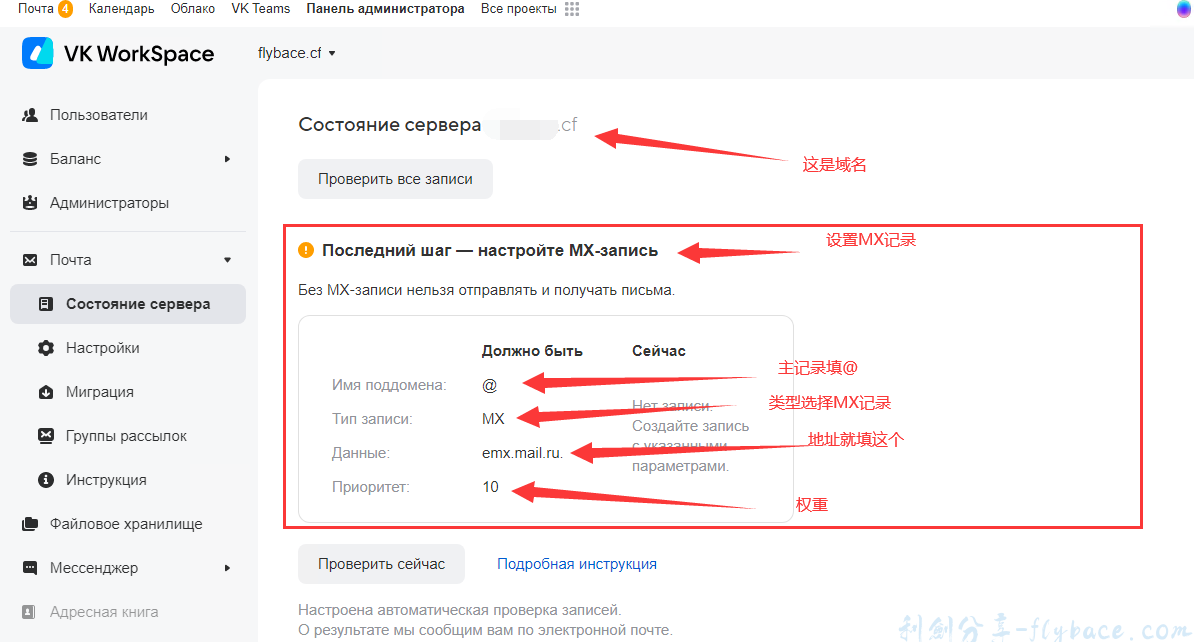 Почта 4 Календарь Облако VK Teams Панель администратора Все проекты
VK WorkSpace flybace.cf
Пользователи
Баланс
Администраторы
Почта
Состояние сервера
Настройки
Миграция
Группы рассылок
Инструкция
Файловое хранилище
Мессенджер
Адресная книга
Состояние сервера .cf
这是域名
Проверить все записи
Последний шаг — настройте MX-запись
设置MX记录
Без MX-записи нельзя отправлять и получать письма.
Должно быть Сейчас
Имя поддомена: @
主记录填@
Тип записи: MX
类型选择MX记录
Данные: emx.mail.ru.
地址就填这个
Приоритет: 10
权重
Нет записи.
Создайте запись
с указанными
параметрами.
Проверить сейчас Подробная инструкция
Настроена автоматическая проверка записей.
О результате мы сообщим вам по электронной почте.
利創分享-flybace.com